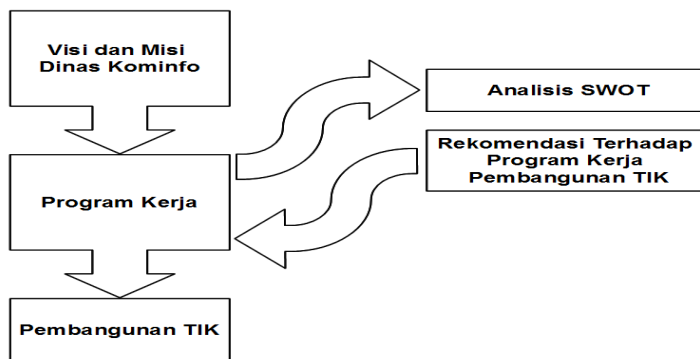 Visi dan Misi
Dinas Kominfo
Analisis SWOT
Rekomendasi Terhadap
Program Kerja
Pembangunan TIK
Program Kerja
Pembangunan TIK